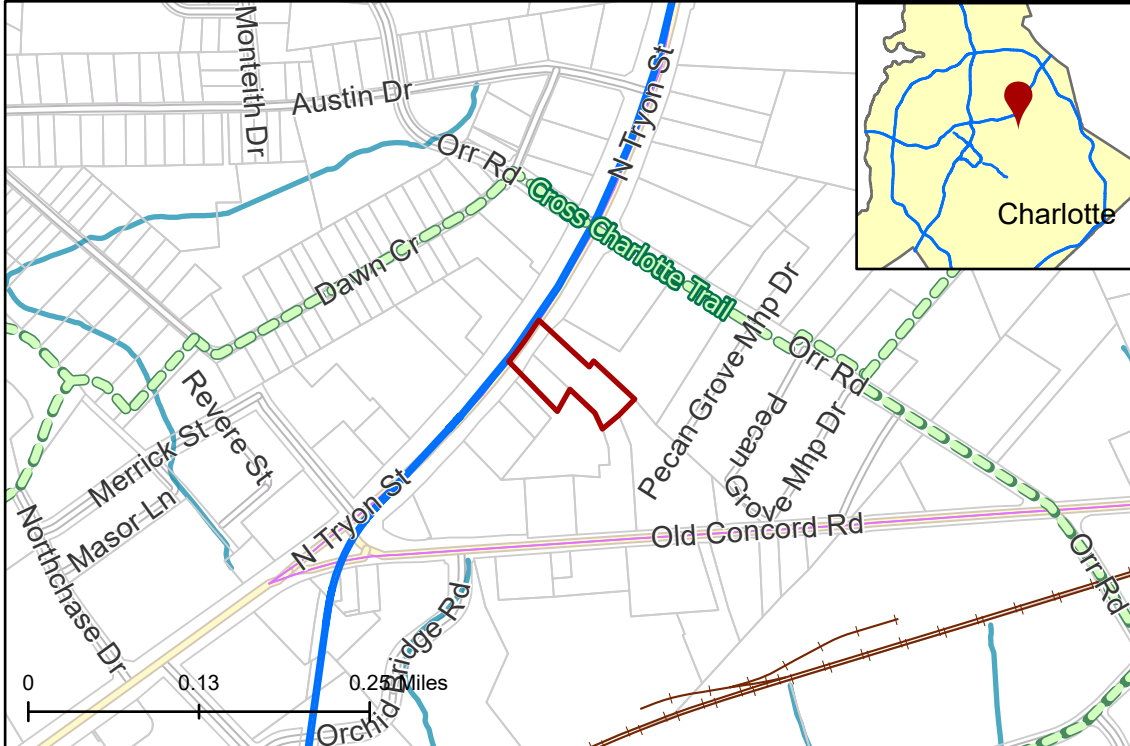 Monteith Dr
Austin Dr
N Tryon St
Charlotte
Orr Rd
Cross Charlotte Trail
Dawn Cr
Pecan Grove Mhp Dr
Orr Rd
Revere St
Merrick St
Pecan
Grove Mhp Dr
Masor Ln
N Tryon St
Old Concord Rd
Northchase Dr
Orr Rd
Orchid Bridge Rd
0
0.13
0.25 Miles